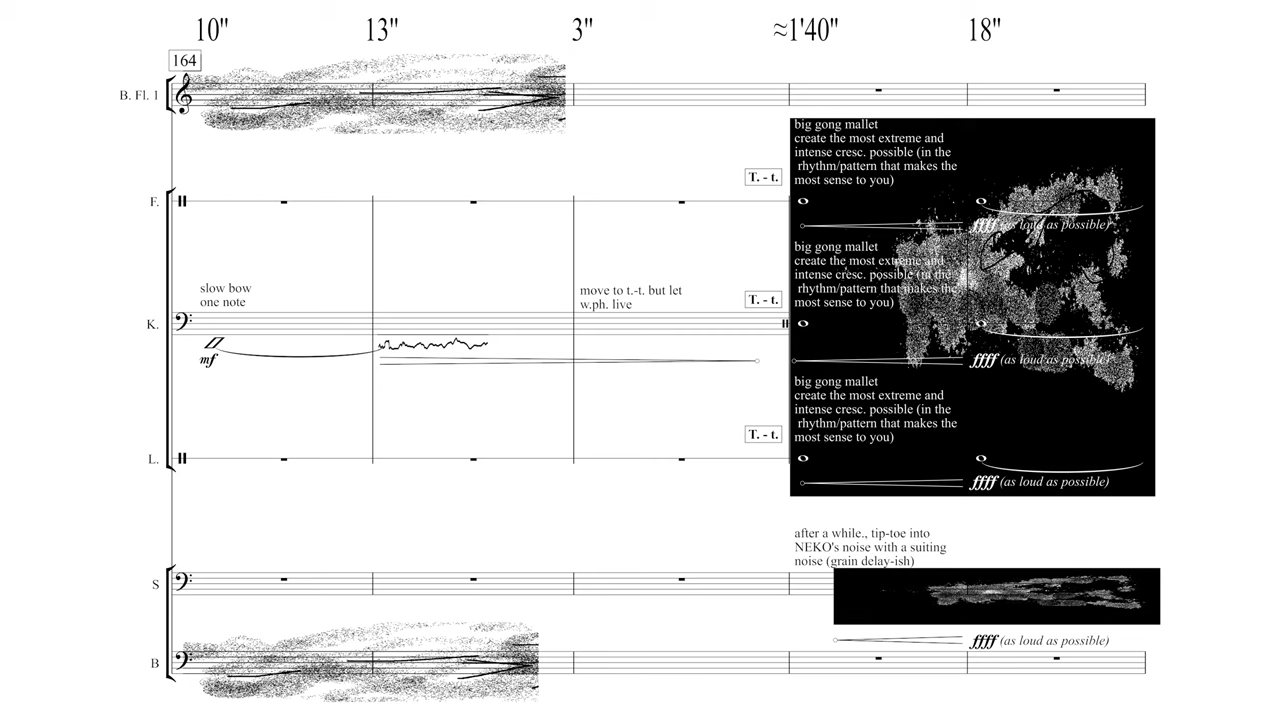 10" 13" 3" ≈1'40" 18"
164
B. Fl. 1
big gong mallet
create the most extreme and
intense cresc. possible (in the
rhythm/pattern that makes the
most sense to you)
T. - t.
F.
ffff (as loud as possible)
big gong mallet
create the most extreme and
intense cresc. possible (in the
rhythm/pattern that makes the
most sense to you)
slow bow
one note
move to t.-t. but let
w.ph. live
T. - t.
K.
mf
ffff (as loud as possible)
big gong mallet
create the most extreme and
intense cresc. possible (in the
rhythm/pattern that makes the
most sense to you)
T. - t.
L.
ffff (as loud as possible)
after a while., tip-toe into
NEKO's noise with a suiting
noise (grain delay-ish)
S
ffff (as loud as possible)
B